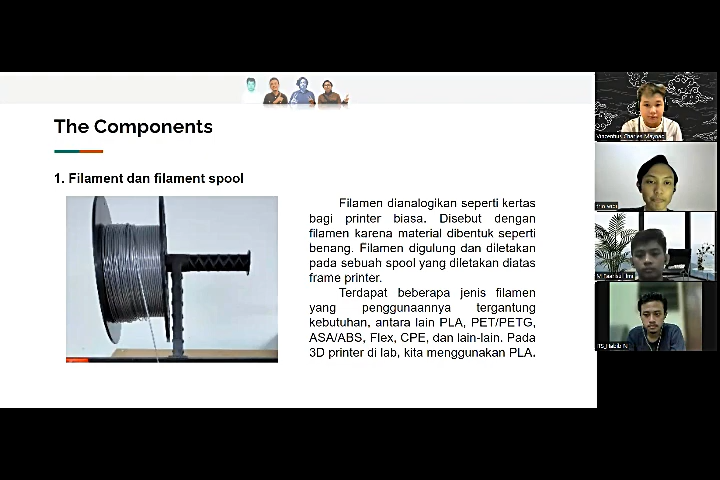 The Components
1. Filament dan filament spool
Filamen dianalogikan seperti kertas
bagi printer biasa. Disebut dengan
filamen karena material dibentuk seperti
benang. Filamen digulung dan diletakan
pada sebuah spool yang diletakan diatas
frame printer.
Terdapat beberapa jenis filamen
yang penggunaannya tergantung
kebutuhan, antara lain PLA, PET/PETG,
ASA/ABS, Flex, CPE, dan lain-lain. Pada
3D printer di lab, kita menggunakan PLA.
Vincentius Charles Maynad